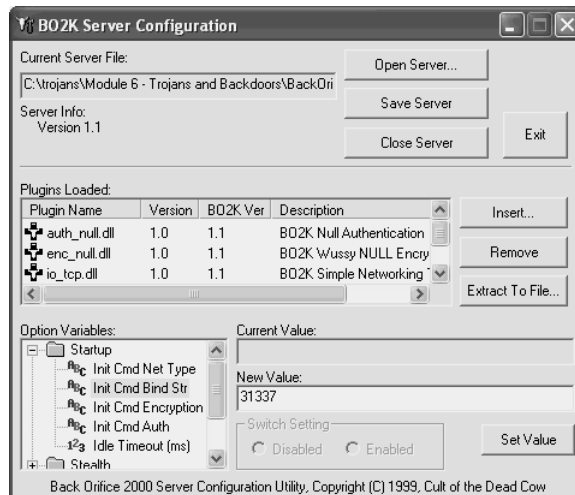 BO2K Server Configuration
Current Server File:
C:\trojans\Module 6 - Trojans and Backdoors\BackOri
Open Server...
Save Server
Close Server
Exit
Server Info:
Version 1.1
Plugins Loaded:
Plugin Name Version BO2K Ver Description
auth_null.dll 1.0 1.1 BO2K Null Authentication
enc_null.dll 1.0 1.1 BO2K Wussy NULL Encry
io_tcp.dll 1.0 1.1 BO2K Simple Networking
Insert...
Remove
Extract To File...
Option Variables:
Startup
ABC Init Cmd Net Type
ABC Init Cmd Bind Str
ABC Init Cmd Encryption
ABC Init Cmd Auth
123 Idle Timeout (ms)
Stealth
Current Value:
New Value:
31337
Switch Setting
Disabled Enabled
Set Value
Back Orifice 2000 Server Configuration Utility, Copyright (C) 1999, Cult of the Dead Cow